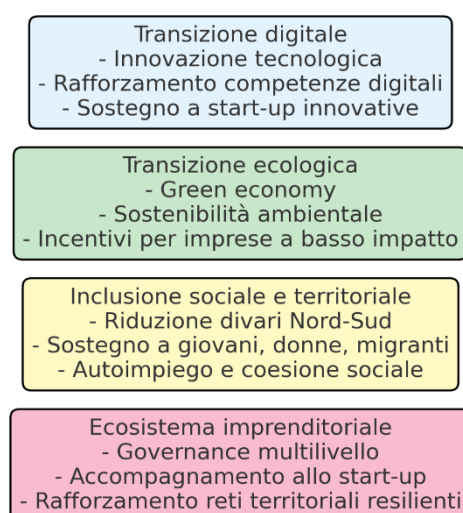 Transizione digitale
- Innovazione tecnologica
- Rafforzamento competenze digitali
- Sostegno a start-up innovative
Transizione ecologica
- Green economy
- Sostenibilità ambientale
- Incentivi per imprese a basso impatto
Inclusione sociale e territoriale
- Riduzione divari Nord-Sud
- Sostegno a giovani, donne, migranti
- Autoimpiego e coesione sociale
Ecosistema imprenditoriale
- Governance multilivello
- Accompagnamento allo start-up
- Rafforzamento reti territoriali resilienti